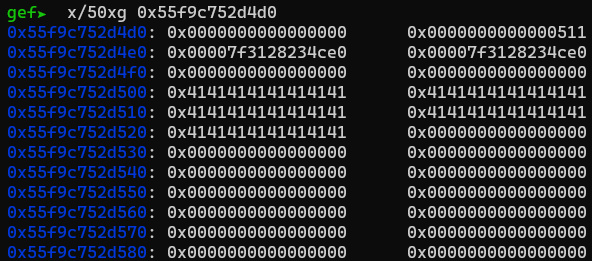 gef➤  x/50xg 0x55f9c752d4d0
0x55f9c752d4d0: 0x0000000000000000 0x0000000000000511
0x55f9c752d4e0: 0x00007f3128234ce0 0x00007f3128234ce0
0x55f9c752d4f0: 0x0000000000000000 0x0000000000000000
0x55f9c752d500: 0x4141414141414141 0x4141414141414141
0x55f9c752d510: 0x4141414141414141 0x4141414141414141
0x55f9c752d520: 0x4141414141414141 0x0000000000000000
0x55f9c752d530: 0x0000000000000000 0x0000000000000000
0x55f9c752d540: 0x0000000000000000 0x0000000000000000
0x55f9c752d550: 0x0000000000000000 0x0000000000000000
0x55f9c752d560: 0x0000000000000000 0x0000000000000000
0x55f9c752d570: 0x0000000000000000 0x0000000000000000
0x55f9c752d580: 0x0000000000000000 0x0000000000000000